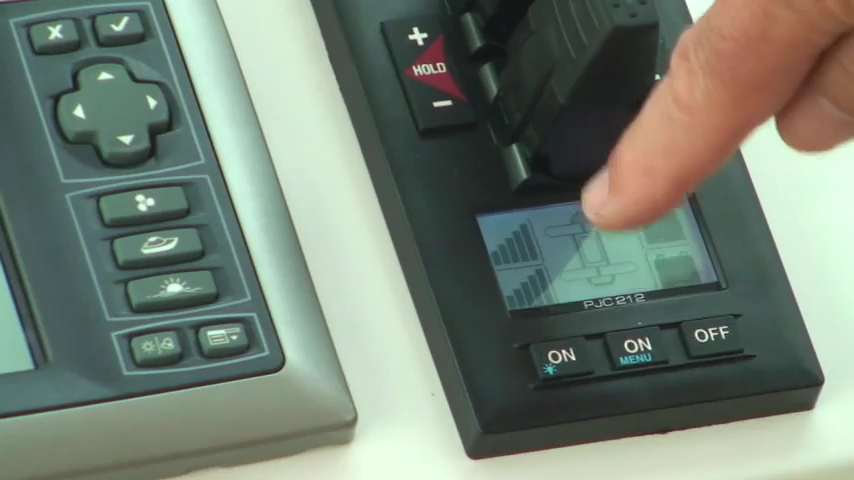 +
HOLD
−
PJC212
ON
ON
MENU
OFF